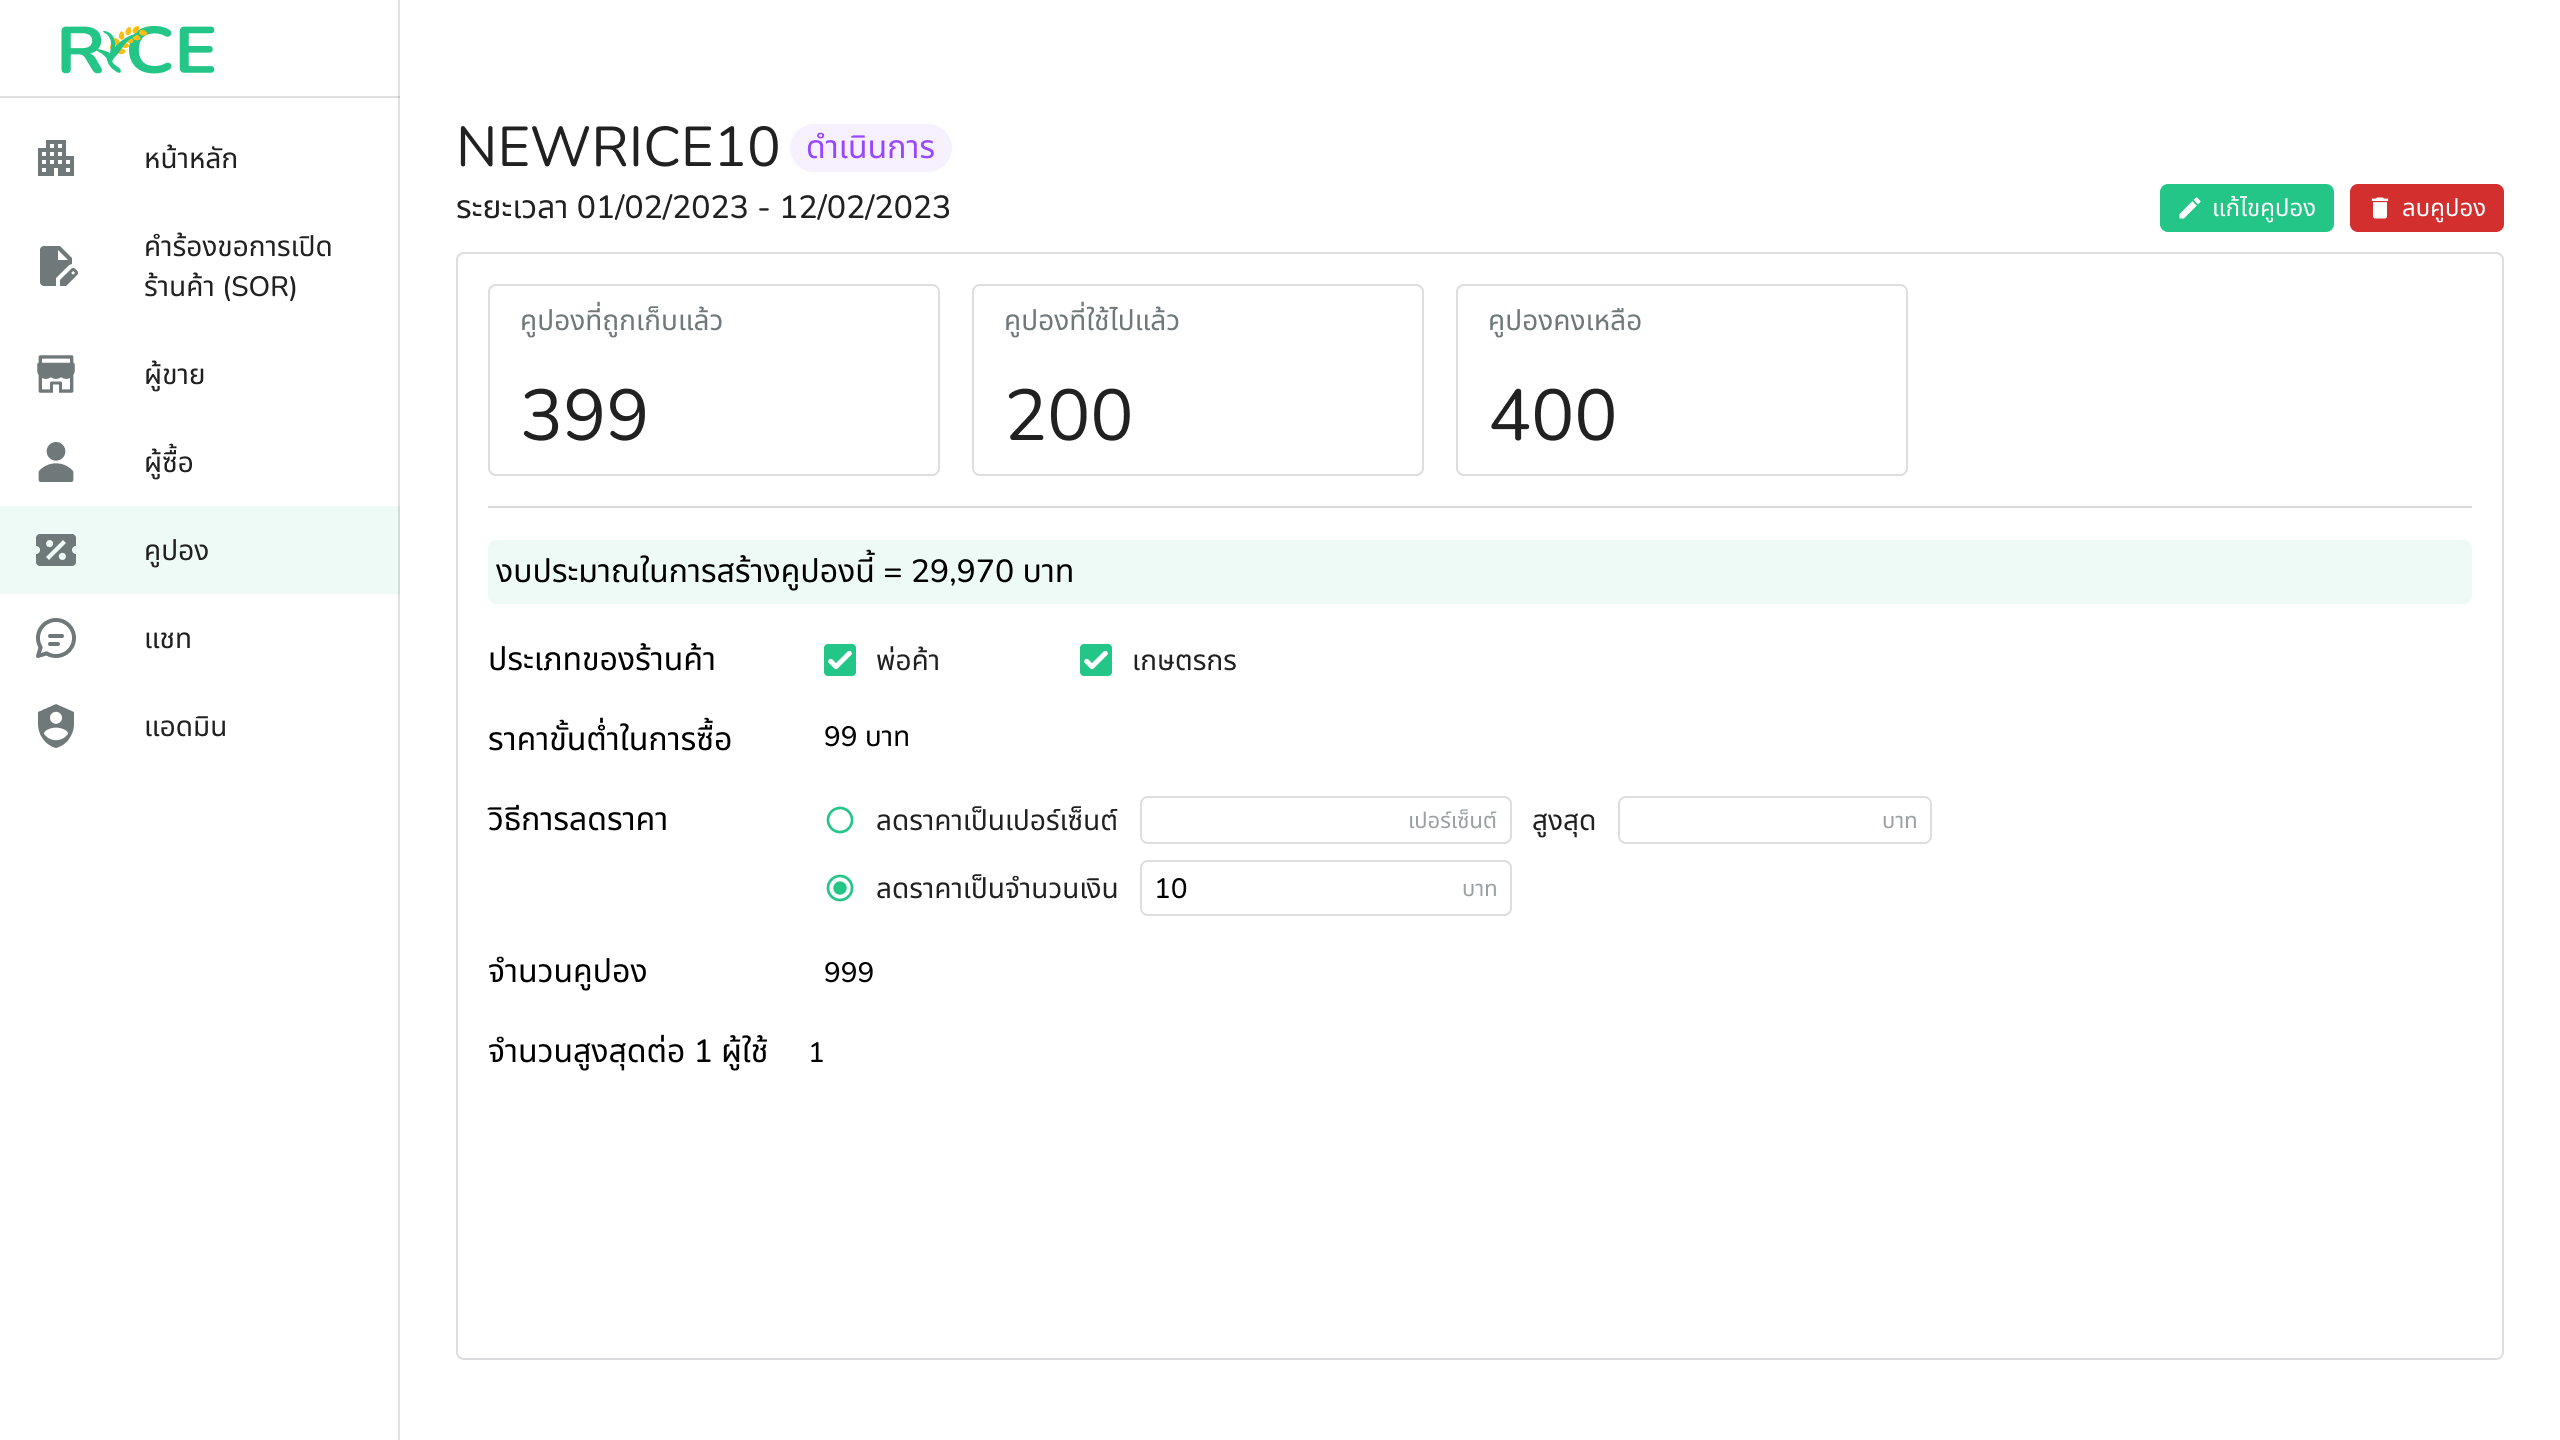 RICE
หน้าหลัก
คำร้องขอการเปิด
ร้านค้า (SOR)
ผู้ขาย
ผู้ซื้อ
คูปอง
แชท
แอดมิน
NEWRICE10 ดำเนินการ
ระยะเวลา 01/02/2023 - 12/02/2023
แก้ไขคูปอง ลบคูปอง
คูปองที่ถูกเก็บแล้ว คูปองที่ใช้ไปแล้ว คูปองคงเหลือ
399 200 400
งบประมาณในการสร้างคูปองนี้ = 29,970 บาท
ประเภทของร้านค้า พ่อค้า เกษตรกร
ราคาขั้นต่ำในการซื้อ 99 บาท
วิธีการลดราคา ลดราคาเป็นเปอร์เซ็นต์ เปอร์เซ็นต์ สูงสุด บาท
ลดราคาเป็นจำนวนเงิน 10 บาท
จำนวนคูปอง 999
จำนวนสูงสุดต่อ 1 ผู้ใช้ 1